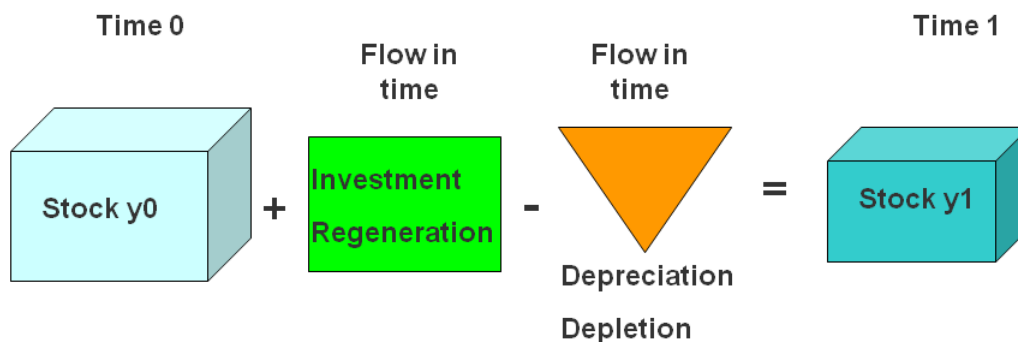 Time 0
Flow in
time
Flow in
time
Time 1
Stock y0
+
Investment
Regeneration
-
Depreciation
Depletion
=
Stock y1